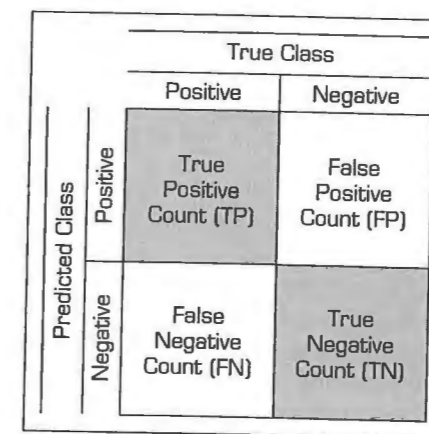 True Class
Positive Negative
Predicted Class
Positive
True
Positive
Count (TP)
False
Positive
Count (FP)
Negative
False
Negative
Count (FN)
True
Negative
Count (TN)